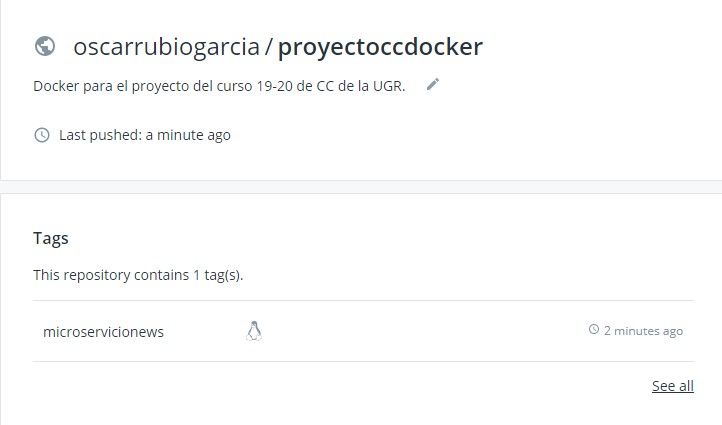 oscarrubiogarcia / proyectoccdocker
Docker para el proyecto del curso 19-20 de CC de la UGR.
Last pushed: a minute ago
Tags
This repository contains 1 tag(s).
microservicionews 2 minutes ago
See all